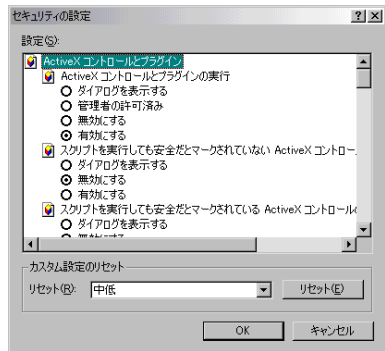 セキュリティの設定
設定(S):
ActiveX コントロールとプラグイン
ActiveX コントロールとプラグインの実行
ダイアログを表示する
管理者の許可済み
無効にする
有効にする
スクリプトを実行しても安全だとマークされていない ActiveX コントロー
ダイアログを表示する
無効にする
有効にする
スクリプトを実行しても安全だとマークされている ActiveX コントロール
ダイアログを表示する
カスタム設定のリセット
リセット(R): 中低 リセット(E)
OK キャンセル